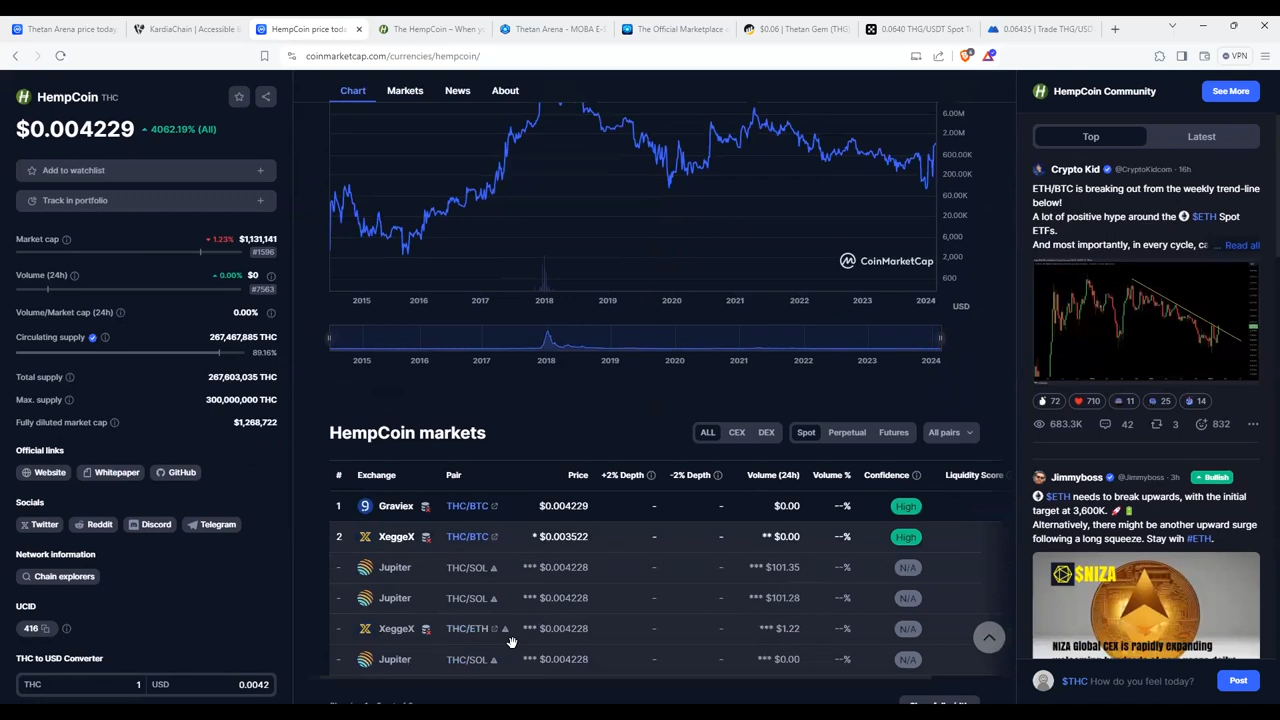 Thetan Arena price today,
KardiaChain | Accessible B
HempCoin price today
The HempCoin – When yo
Thetan Arena - MOBA E-S
The Official Marketplace
$0.06 | Thetan Gem (THG)
0.0640 THG/USDT Spot Tr
0.06435 | Trade THG/USD
coinmarketcap.com/currencies/hempcoin/
VPN
HempCoin THC
$0.004229 4062.19% (All)
Add to watchlist
Track in portfolio
Market cap 1.23% $1,131,141
#1596
Volume (24h) 0.00% $0
#7563
Volume/Market cap (24h) 0.00%
Circulating supply 267,467,885 THC
89.16%
Total supply 267,603,035 THC
Max. supply 300,000,000 THC
Fully diluted market cap $1,268,722
Official links
Website Whitepaper GitHub
Socials
Twitter Reddit Discord Telegram
Network information
Chain explorers
UCID
416
THC to USD Converter
THC 1 USD 0.0042
Chart Markets News About
6.00M
2.00M
600.00K
200.00K
60.00K
20.00K
6,000
2,000
600
CoinMarketCap
2015 2016 2017 2018 2019 2020 2021 2022 2023 2024 USD
2015 2016 2017 2018 2019 2020 2021 2022 2023 2024
HempCoin markets
ALL CEX DEX Spot Perpetual Futures All pairs
# Exchange Pair Price +2% Depth -2% Depth Volume (24h) Volume % Confidence Liquidity Score
1 Graviex THC/BTC $0.004229 - - $0.00 --% High
2 XeggeX THC/BTC * $0.003522 - - ** $0.00 --% High
- Jupiter THC/SOL *** $0.004228 - - *** $101.35 --% N/A
- Jupiter THC/SOL *** $0.004228 - - *** $101.28 --% N/A
- XeggeX THC/ETH *** $0.004228 - - *** $1.22 --% N/A
- Jupiter THC/SOL *** $0.004228 - - *** $0.00 --% N/A
HempCoin Community
See More
Top Latest
Crypto Kid @CryptoKidcom · 16h
ETH/BTC is breaking out from the weekly trend-line
below!
A lot of positive hype around the $ETH Spot
ETFs.
And most importantly, in every cycle, ca ... Read all
72 710 11 25 14
683.3K 42 3 832
Jimmyboss @Jimmyboss · 3h Bullish
$ETH needs to break upwards, with the initial
target at 3,600K.
Alternatively, there might be another upward surge
following a long squeeze. Stay wih #ETH.
$NIZA
NIZA Global CEX is rapidly expanding
$THC How do you feel today?
Post